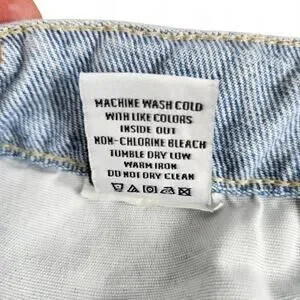 MACHINE WASH COLD
WITH LIKE COLORS
INSIDE OUT
NON-CHLORINE BLEACH
TUMBLE DRY LOW
WARM IRON
DO NOT DRY CLEAN